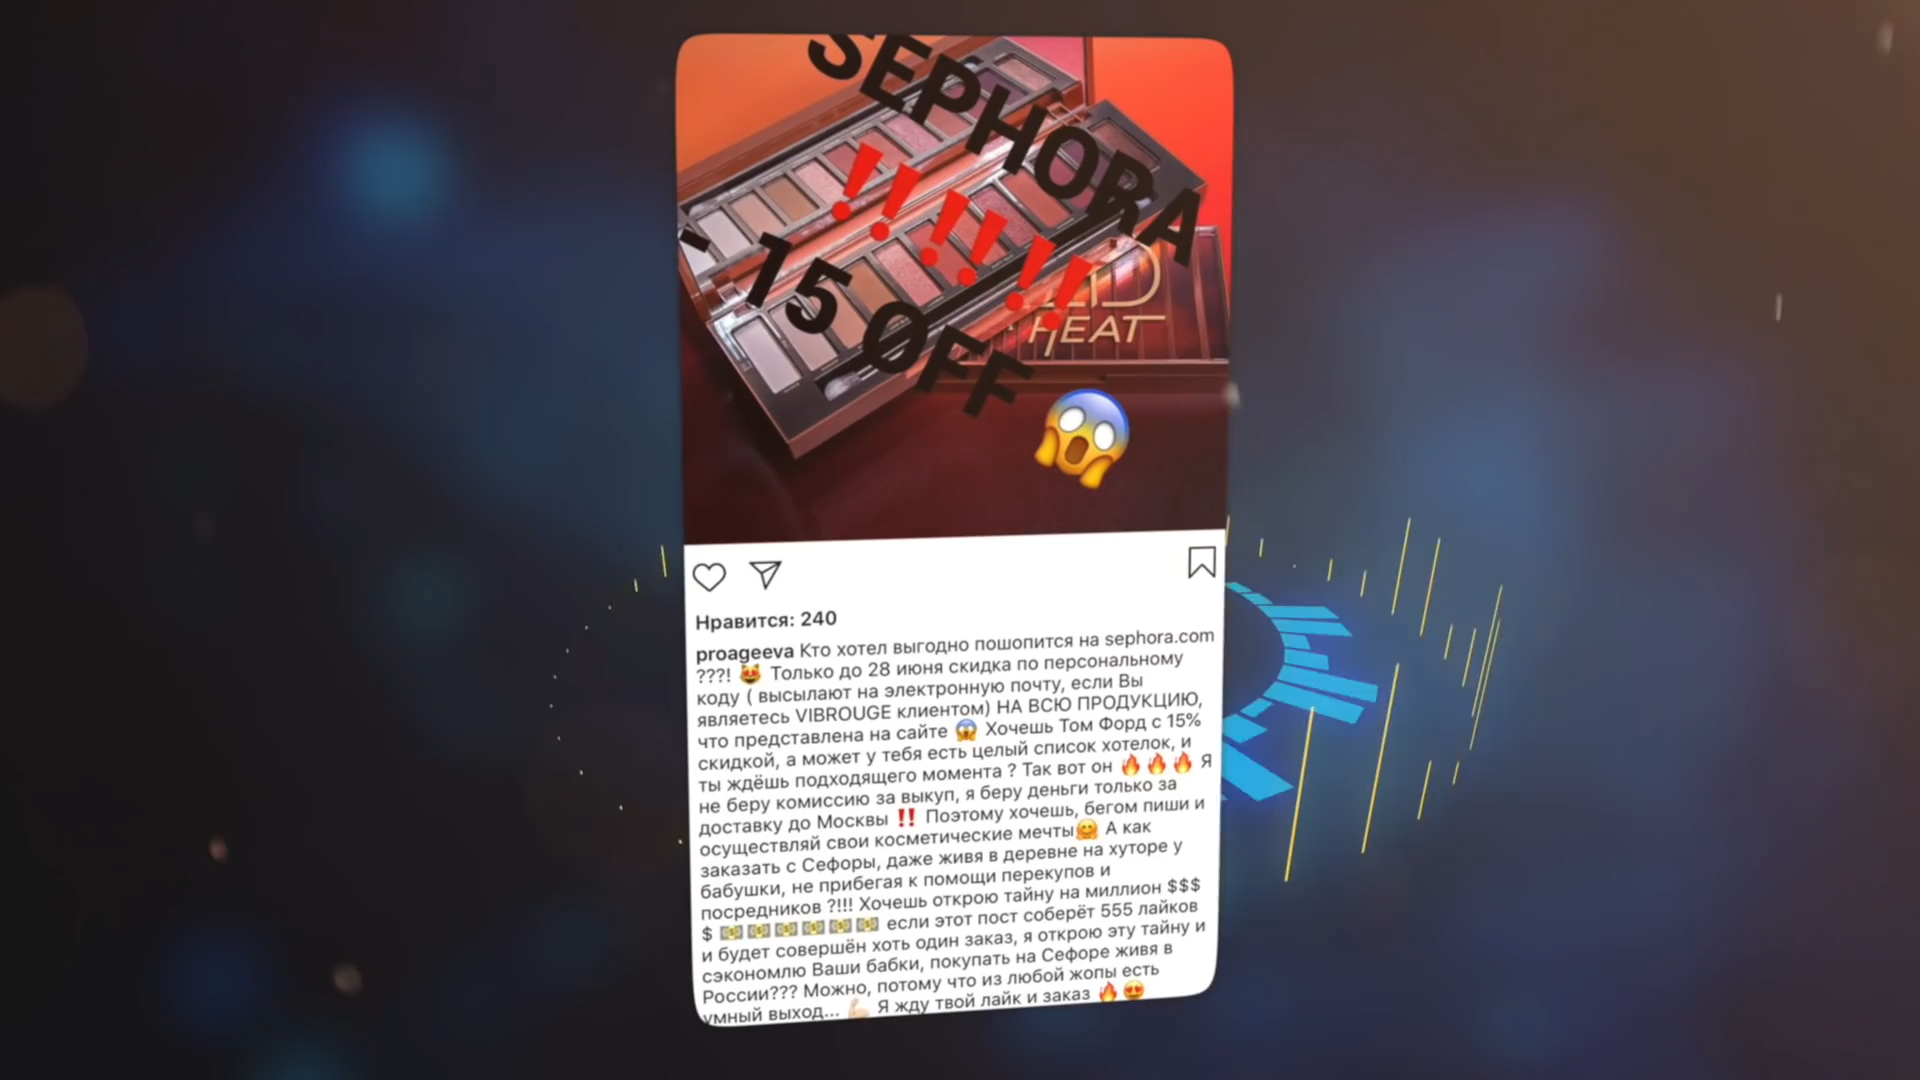 SEPHORA
‼️‼️‼️
- 15 OFF
HEAT
Нравится: 240
proageeva Кто хотел выгодно пошопится на sephora.com
???! 😻 Только до 28 июня скидка по персональному
коду ( высылают на электронную почту, если Вы
являетесь VIBROUGE клиентом) НА ВСЮ ПРОДУКЦИЮ,
что представлена на сайте 😱 Хочешь Том Форд с 15%
скидкой, а может у тебя есть целый список хотелок, и
ты ждёшь подходящего момента ? Так вот он 🔥🔥🔥 Я
не беру комиссию за выкуп, я беру деньги только за
доставку до Москвы ‼️ Поэтому хочешь, бегом пиши и
осуществляй свои косметические мечты🤗 А как
заказать с Сефоры, даже живя в деревне на хуторе у
бабушки, не прибегая к помощи перекупов и
посредников ?!!! Хочешь открою тайну на миллион $$$
$ 💵💵💵💵💵💵 если этот пост соберёт 555 лайков
и будет совершён хоть один заказ, я открою эту тайну и
сэкономлю Ваши бабки, покупать на Сефоре живя в
России??? Можно, потому что из любой жопы есть
умный выход... 💪🏻 Я жду твой лайк и заказ 🔥😍